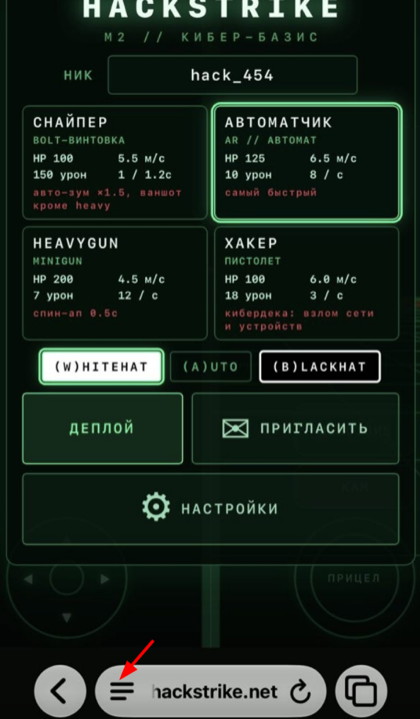 HACKSTRIKE
M2 // КИБЕР-БАЗИС
НИК hack_454
СНАЙПЕР
BOLT-ВИНТОВКА
HP 100 5.5 м/с
150 урон 1 / 1.2с
авто-зум ×1.5, ваншот
кроме heavy
АВТОМАТЧИК
AR // АВТОМАТ
HP 125 6.5 м/с
10 урон 8 / с
самый быстрый
HEAVYGUN
MINIGUN
HP 200 4.5 м/с
7 урон 12 / с
спин-ап 0.5с
ХАКЕР
ПИСТОЛЕТ
HP 100 6.0 м/с
18 урон 3 / с
кибердека: взлом сети
и устройств
(W)HITEHAT (A)UTO (B)LACKHAT
ДЕПЛОЙ ПРИГЛАСИТЬ
НАСТРОЙКИ
ПРИЦЕЛ
hackstrike.net